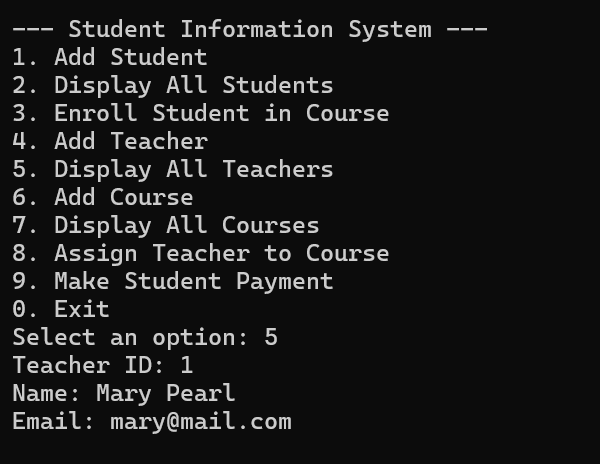 --- Student Information System ---
1. Add Student
2. Display All Students
3. Enroll Student in Course
4. Add Teacher
5. Display All Teachers
6. Add Course
7. Display All Courses
8. Assign Teacher to Course
9. Make Student Payment
0. Exit
Select an option: 5
Teacher ID: 1
Name: Mary Pearl
Email: mary@mail.com